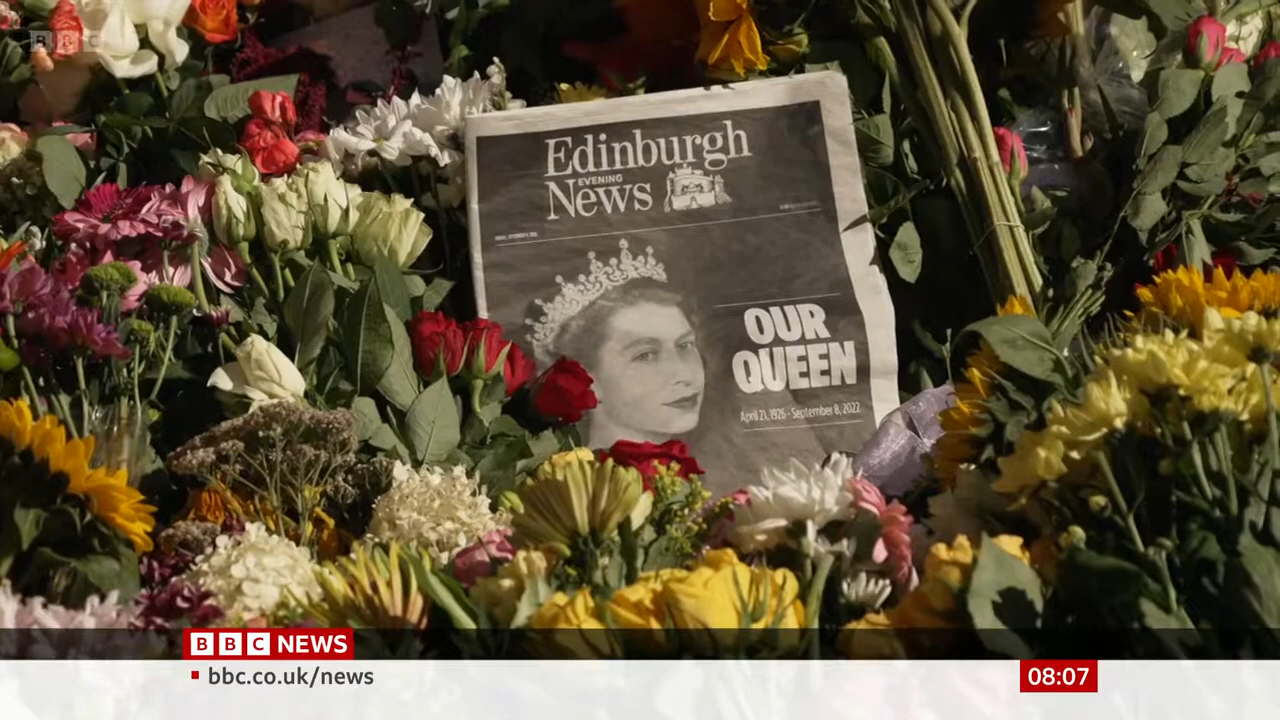 BBC
Edinburgh
EVENING
News
OUR
QUEEN
April 21, 1926 - September 8, 2022
BBC NEWS
bbc.co.uk/news
08:07